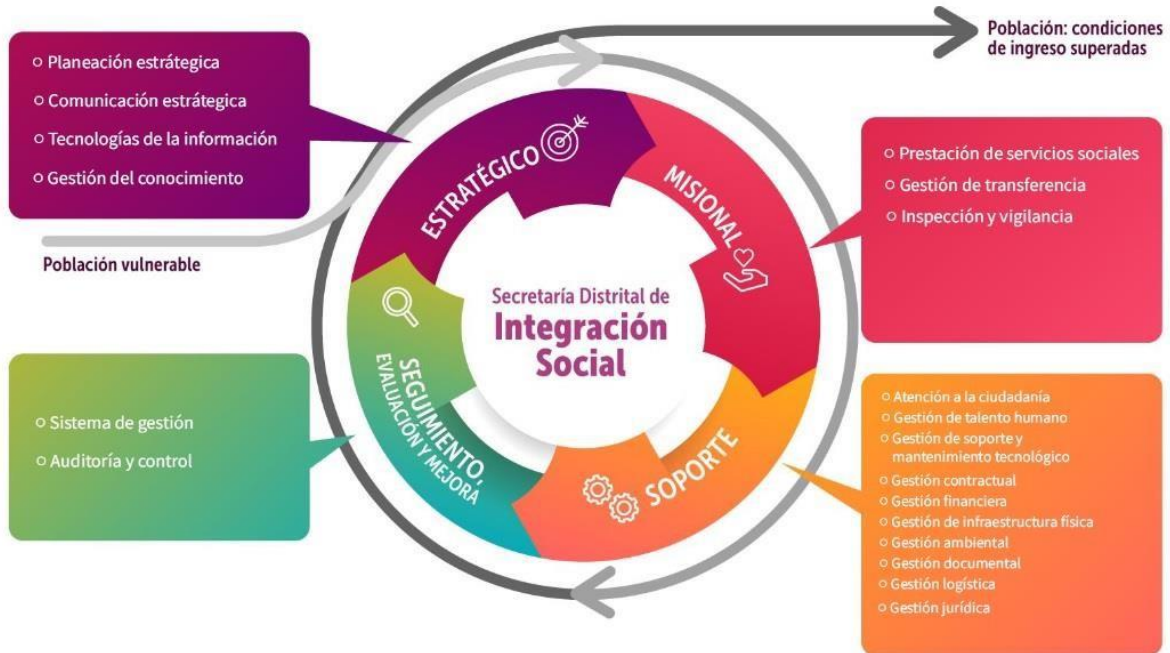 Población: condiciones
de ingreso superadas
○ Planeación estrátegica
○ Comunicación estrátegica
○ Tecnologías de la información
○ Gestión del conocimiento
Población vulnerable
ESTRATÉGICO
MISIONAL
○ Prestación de servicios sociales
○ Gestión de transferencia
○ Inspección y vigilancia
Secretaría Distrital de
Integración
Social
SEGUIMIENTO,
EVALUACIÓN Y MEJORA
SOPORTE
○ Sistema de gestión
○ Auditoría y control
○ Atención a la ciudadanía
○ Gestión de talento humano
○ Gestión de soporte y
mantenimiento tecnológico
○ Gestión contractual
○ Gestión financiera
○ Gestión de infraestructura física
○ Gestión ambiental
○ Gestión documental
○ Gestión logística
○ Gestión jurídica